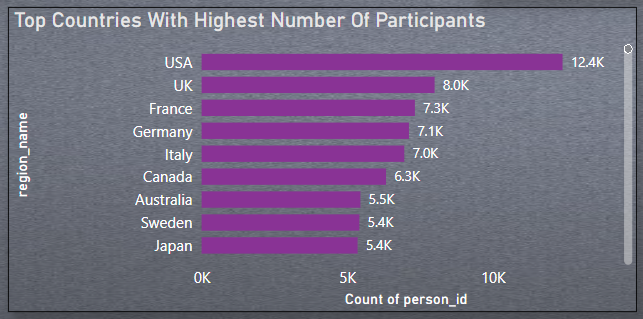 Top Countries With Highest Number Of Participants
region_name
USA 12.4K
UK 8.0K
France 7.3K
Germany 7.1K
Italy 7.0K
Canada 6.3K
Australia 5.5K
Sweden 5.4K
Japan 5.4K
0K 5K 10K
Count of person_id